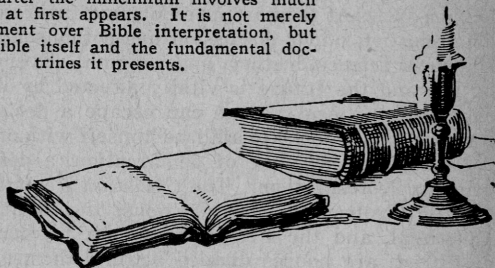 after the millennium involves much
at first appears. It is not merely
ment over Bible interpretation, but
ible itself and the fundamental doc-
trines it presents.